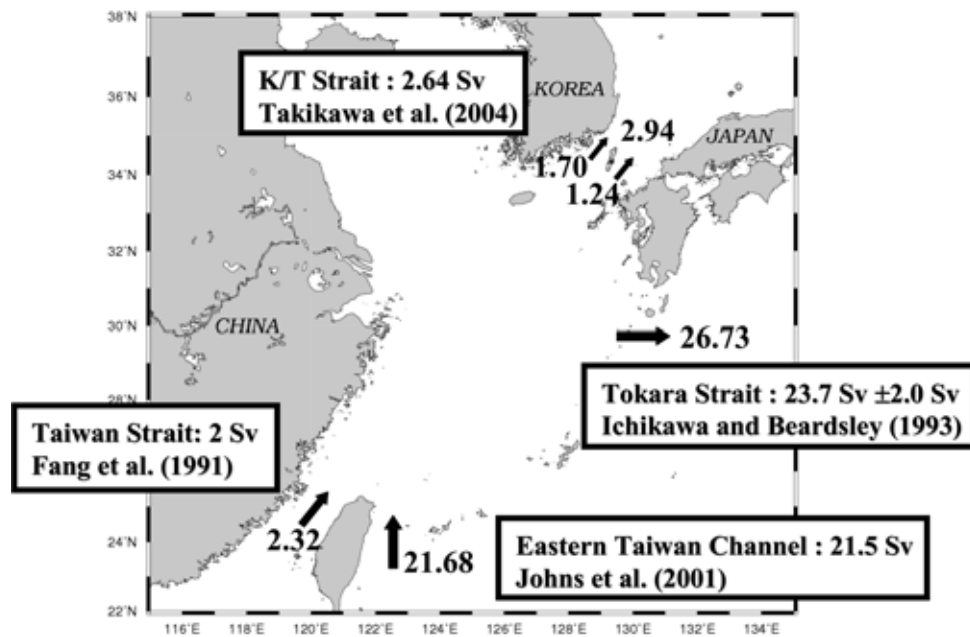 38˚N
K/T Strait : 2.64 Sv
Takikawa et al. (2004)
36˚N
KOREA
2.94
JAPAN
1.70
34˚N
1.24
32˚N
30˚N
CHINA
26.73
Tokara Strait : 23.7 Sv ±2.0 Sv
Ichikawa and Beardsley (1993)
28˚N
Taiwan Strait: 2 Sv
Fang et al. (1991)
2.32
24˚N
21.68
Eastern Taiwan Channel : 21.5 Sv
Johns et al. (2001)
22˚N
116˚E 118˚E 120˚E 122˚E 124˚E 126˚E 128˚E 130˚E 132˚E 134˚E